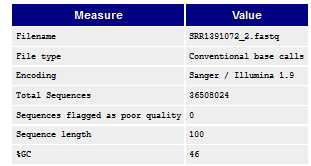 Measure Value
Filename SRR1391072_2.fastq
File type Conventional base calls
Encoding Sanger / Illumina 1.9
Total Sequences 36508024
Sequences flagged as poor quality 0
Sequence length 100
%GC 46